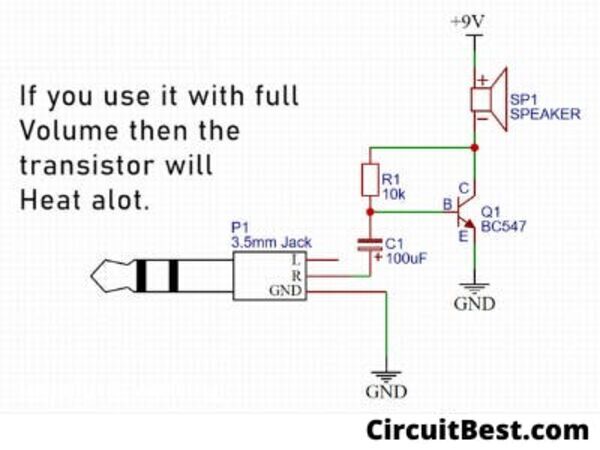 +9V
If you use it with full
Volume then the
transistor will
Heat alot.
+
SP1
SPEAKER
-
R1
10k
C
B
Q1
BC547
E
P1
3.5mm Jack
L
R
GND
C1
+ 100uF
GND
GND
CircuitBest.com